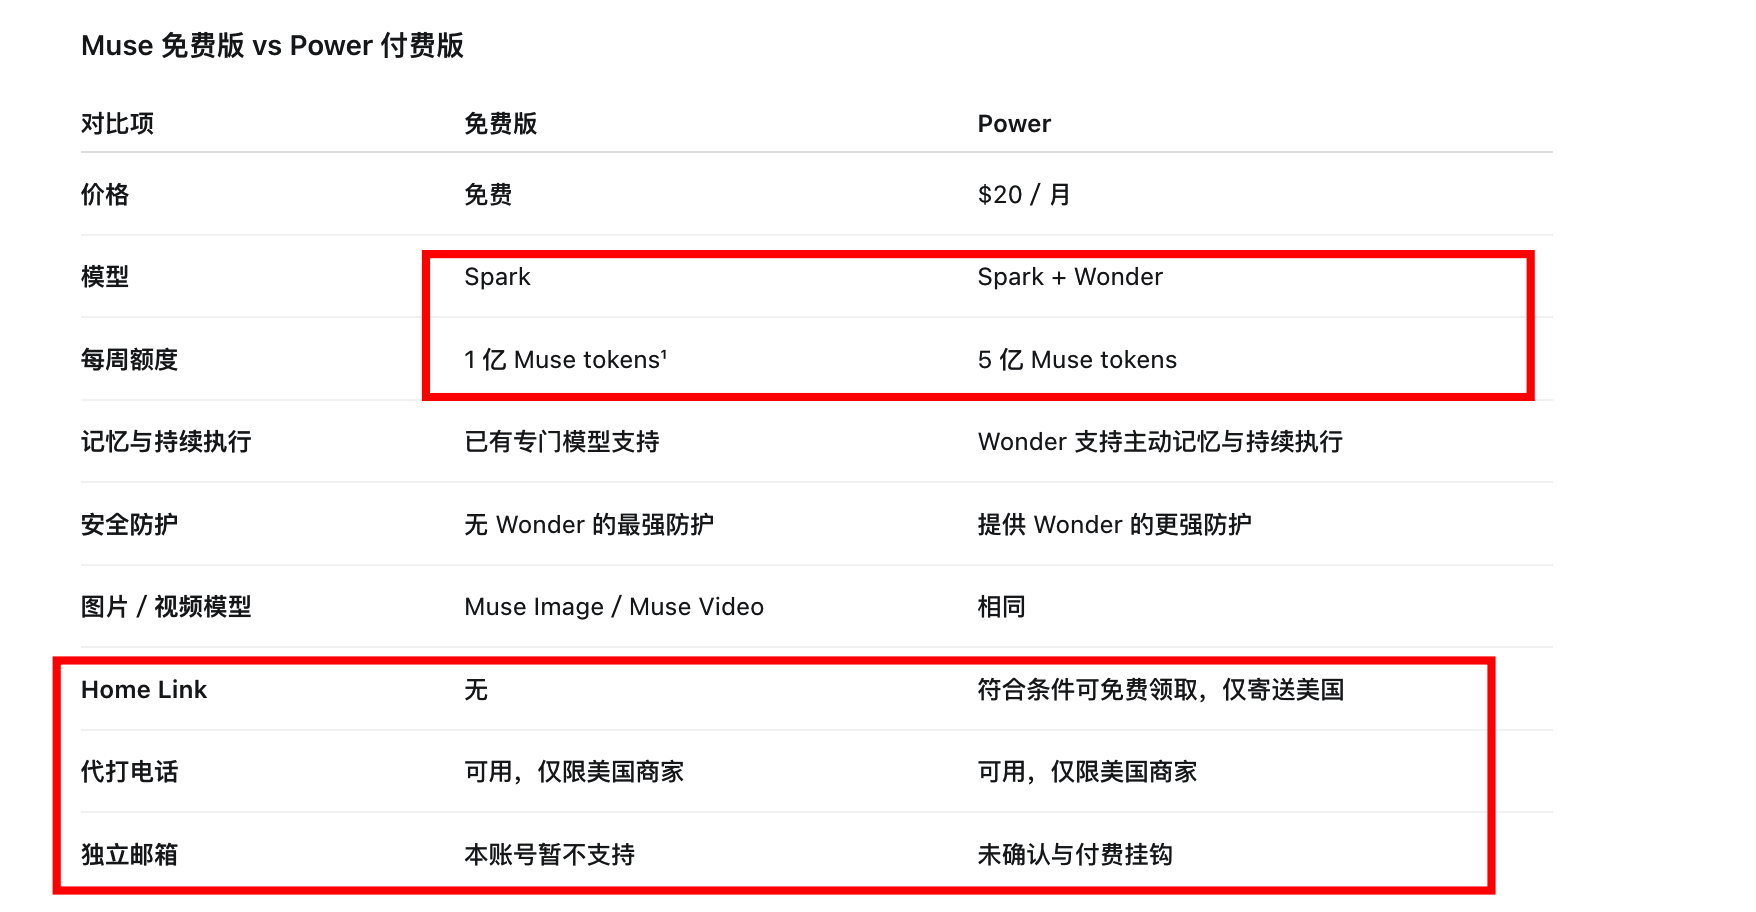 Muse 免费版 vs Power 付费版
对比项 免费版 Power
价格 免费 $20 / 月
模型 Spark Spark + Wonder
每周额度 1 亿 Muse tokens¹ 5 亿 Muse tokens
记忆与持续执行 已有专门模型支持 Wonder 支持主动记忆与持续执行
安全防护 无 Wonder 的最强防护 提供 Wonder 的更强防护
图片 / 视频模型 Muse Image / Muse Video 相同
Home Link 无 符合条件可免费领取，仅寄送美国
代打电话 可用，仅限美国商家 可用，仅限美国商家
独立邮箱 本账号暂不支持 未确认与付费挂钩